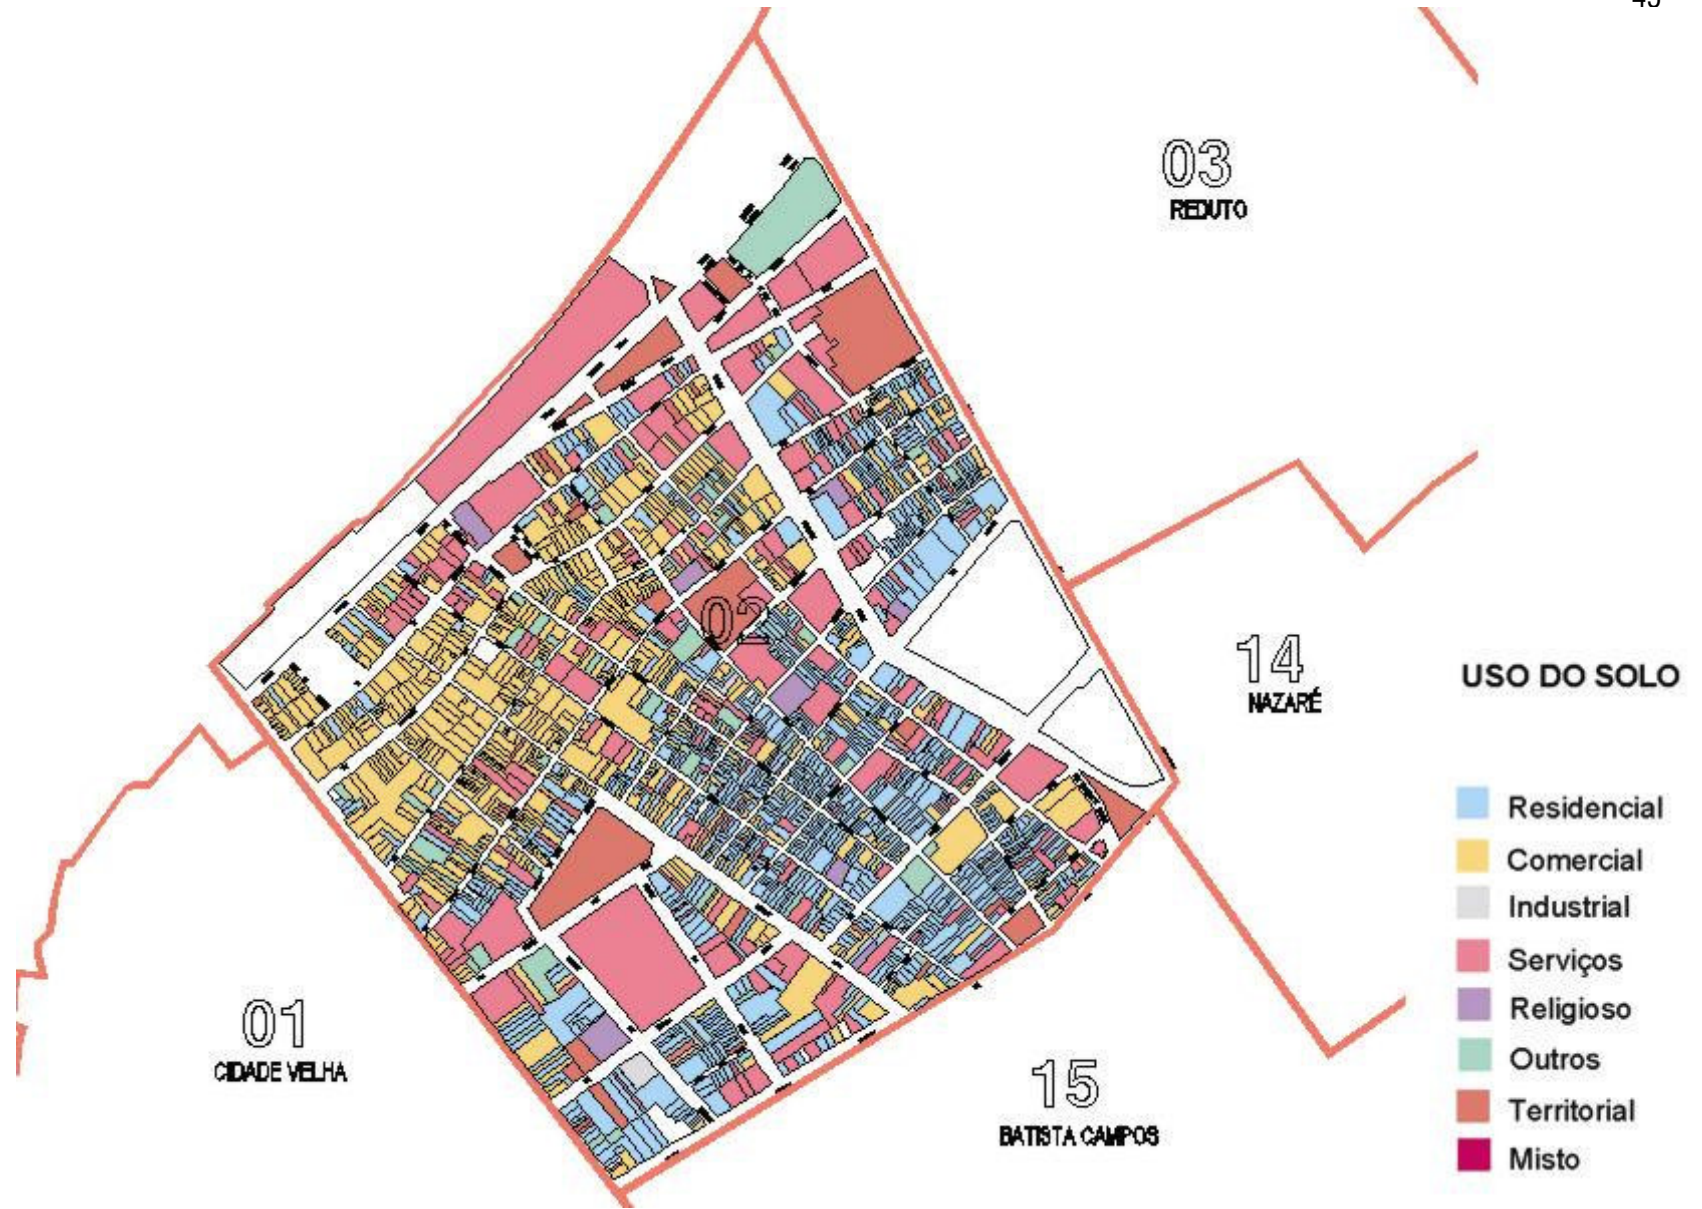 03
REDUTO
02
14
NAZARÉ
USO DO SOLO
Residencial
Comercial
Industrial
Serviços
Religioso
Outros
Territorial
Misto
01
CIDADE VELHA
15
BATISTA CAMPOS